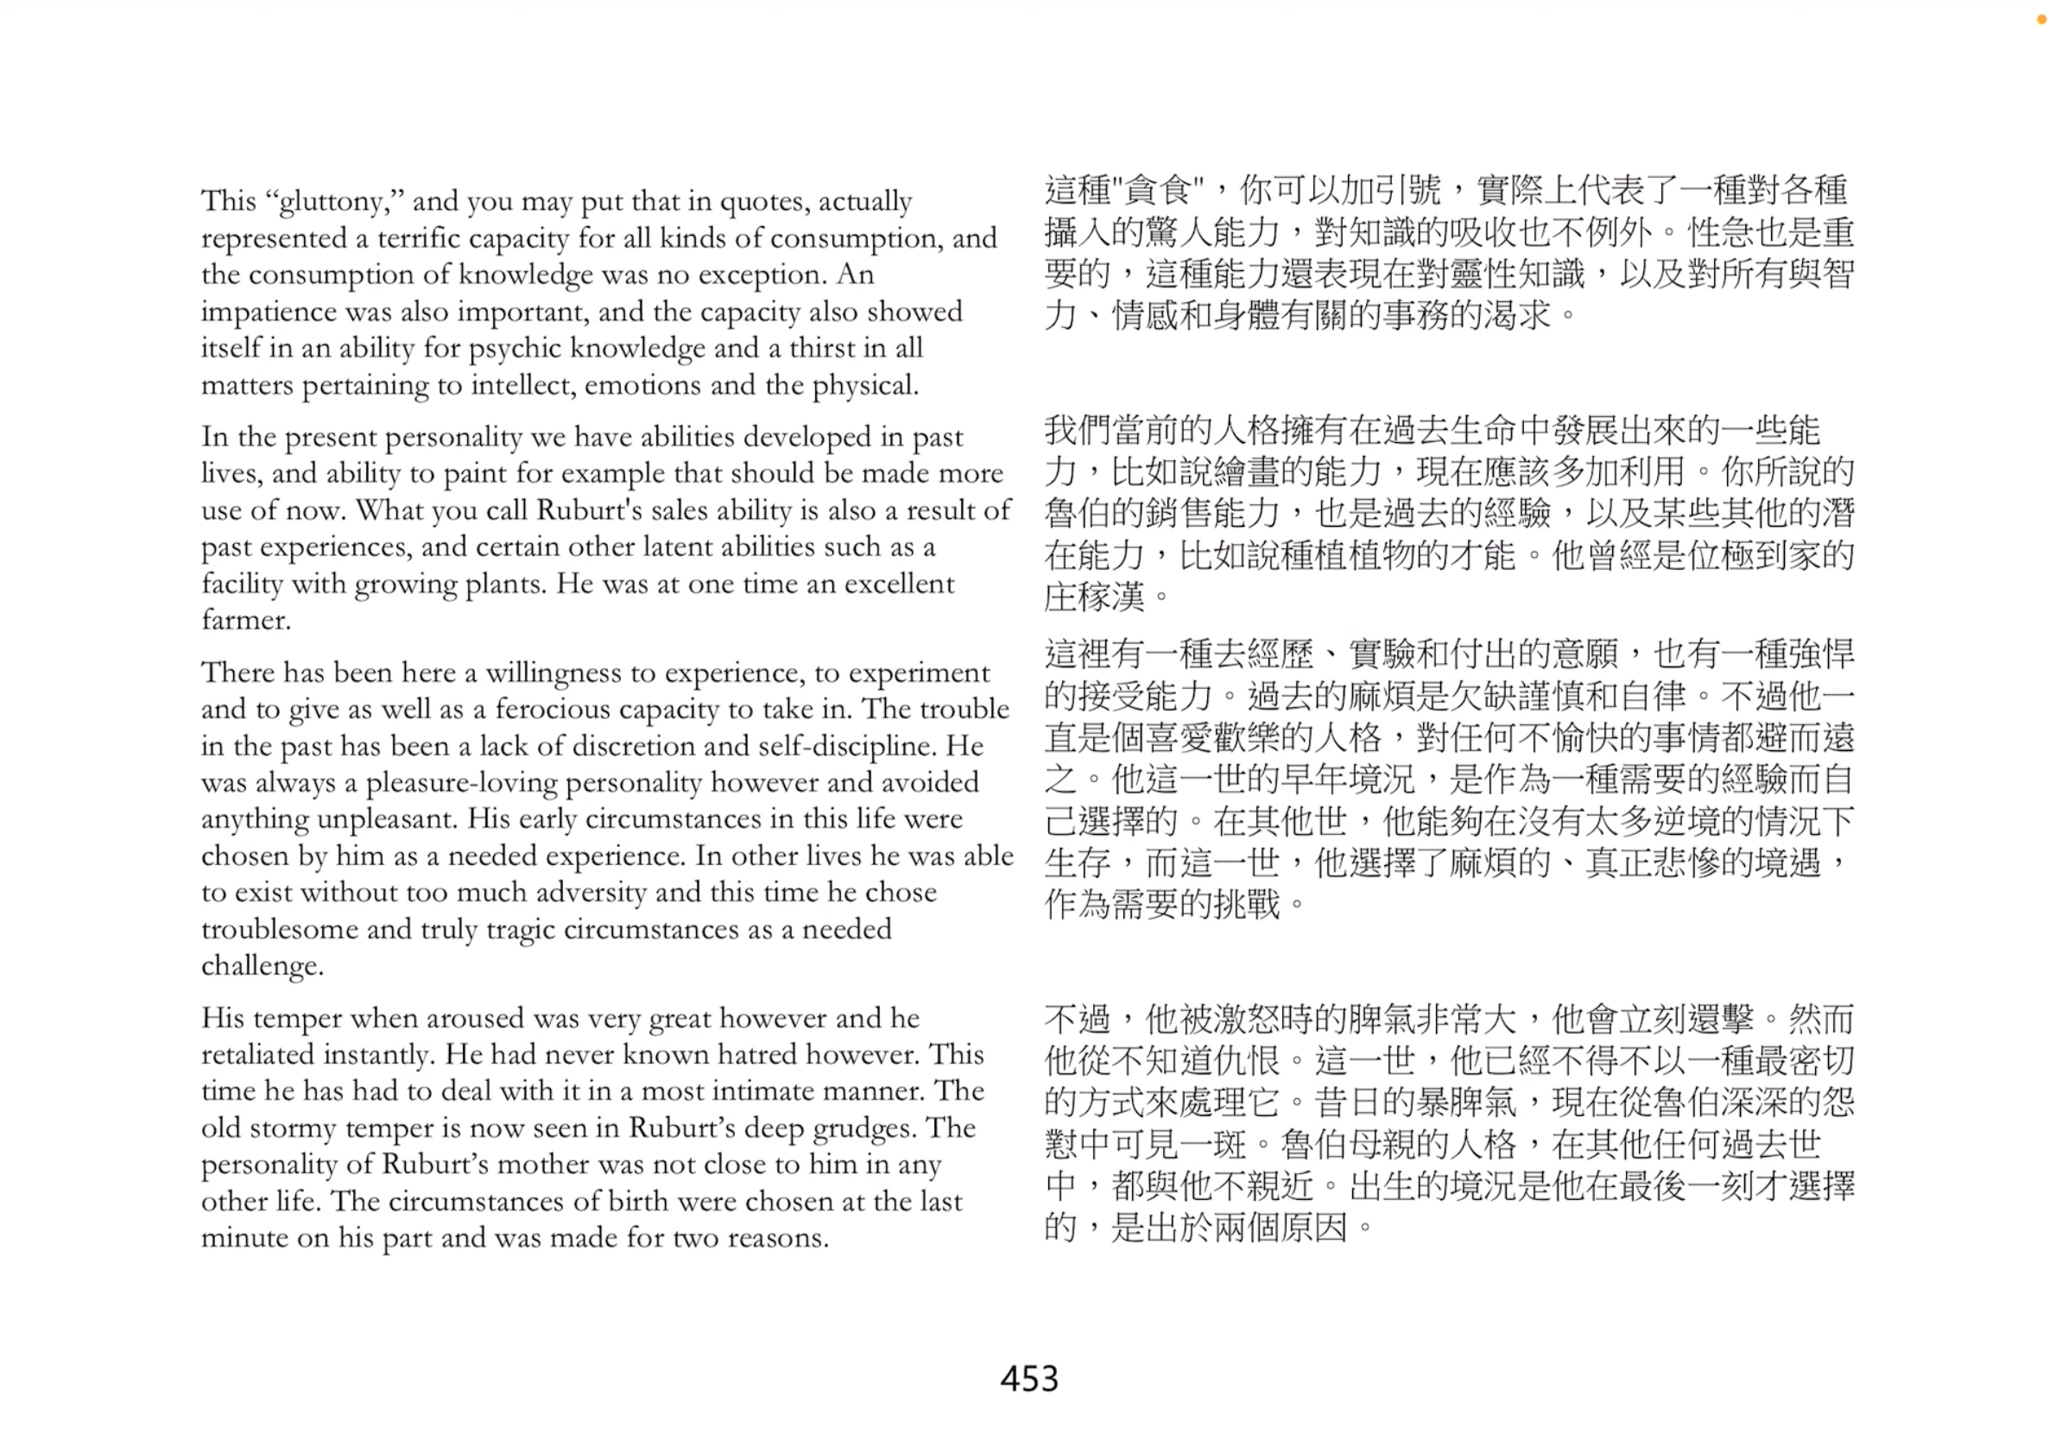 This “gluttony,” and you may put that in quotes, actually
represented a terrific capacity for all kinds of consumption, and
the consumption of knowledge was no exception. An
impatience was also important, and the capacity also showed
itself in an ability for psychic knowledge and a thirst in all
matters pertaining to intellect, emotions and the physical.
In the present personality we have abilities developed in past
lives, and ability to paint for example that should be made more
use of now. What you call Ruburt's sales ability is also a result of
past experiences, and certain other latent abilities such as a
facility with growing plants. He was at one time an excellent
farmer.
There has been here a willingness to experience, to experiment
and to give as well as a ferocious capacity to take in. The trouble
in the past has been a lack of discretion and self-discipline. He
was always a pleasure-loving personality however and avoided
anything unpleasant. His early circumstances in this life were
chosen by him as a needed experience. In other lives he was able
to exist without too much adversity and this time he chose
troublesome and truly tragic circumstances as a needed
challenge.
His temper when aroused was very great however and he
retaliated instantly. He had never known hatred however. This
time he has had to deal with it in a most intimate manner. The
old stormy temper is now seen in Ruburt’s deep grudges. The
personality of Ruburt’s mother was not close to him in any
other life. The circumstances of birth were chosen at the last
minute on his part and was made for two reasons.
這種"貪食"，你可以加引號，實際上代表了一種對各種
攝入的驚人能力，對知識的吸收也不例外。性急也是重
要的，這種能力還表現在對靈性知識，以及對所有與智
力、情感和身體有關的事務的渴求。
我們當前的人格擁有在過去生命中發展出來的一些能
力，比如說繪畫的能力，現在應該多加利用。你所說的
魯伯的銷售能力，也是過去的經驗，以及某些其他的潛
在能力，比如說種植植物的才能。他曾經是位極到家的
庄稼漢。
這裡有一種去經歷、實驗和付出的意願，也有一種強悍
的接受能力。過去的麻煩是欠缺謹慎和自律。不過他一
直是個喜愛歡樂的人格，對任何不愉快的事情都避而遠
之。他這一世的早年境況，是作為一種需要的經驗而自
己選擇的。在其他世，他能夠在沒有太多逆境的情況下
生存，而這一世，他選擇了麻煩的、真正悲慘的境遇，
作為需要的挑戰。
不過，他被激怒時的脾氣非常大，他會立刻還擊。然而
他從不知道仇恨。這一世，他已經不得不以一種最密切
的方式來處理它。昔日的暴脾氣，現在從魯伯深深的怨
懟中可見一斑。魯伯母親的人格，在其他任何過去世
中，都與他不親近。出生的境況是他在最後一刻才選擇
的，是出於兩個原因。
453